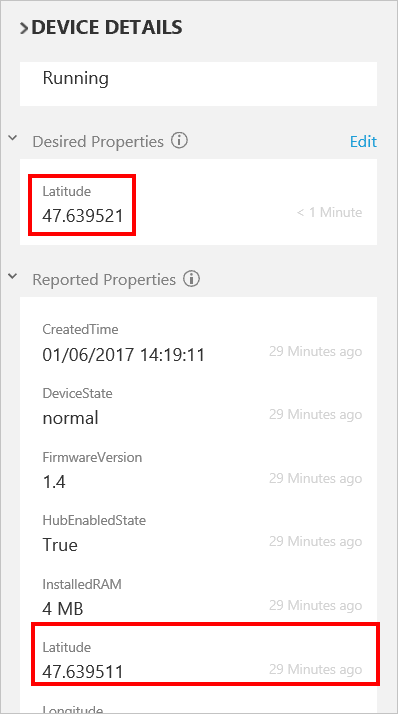 DEVICE DETAILS
Running
Desired Properties
Edit
Latitude
47.639521
< 1 Minute
Reported Properties
CreatedTime
01/06/2017 14:19:11
29 Minutes ago
DeviceState
normal
29 Minutes ago
FirmwareVersion
1.4
29 Minutes ago
HubEnabledState
True
29 Minutes ago
InstalledRAM
4 MB
29 Minutes ago
Latitude
47.639511
29 Minutes ago
Longitude